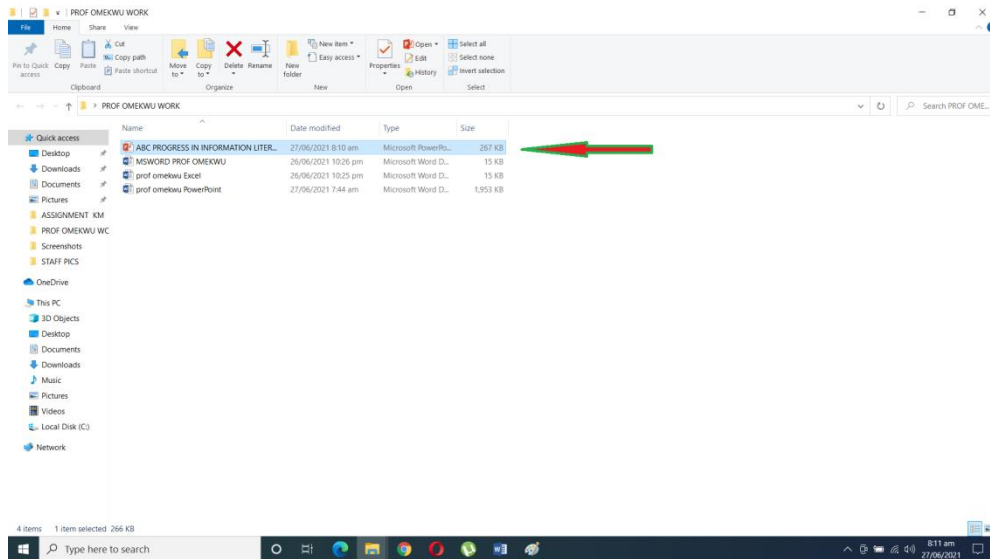 PROF OMEKWU WORK
File Home Share View
Pin to Quick access
Copy
Paste
Cut
Copy path
Paste shortcut
Clipboard
Move to
Copy to
Delete
Rename
Organize
New folder
New item
Easy access
New
Properties
Open
Edit
History
Open
Select all
Select none
Invert selection
Select
PROF OMEKWU WORK
Search PROF OME...
Name Date modified Type Size
ABC PROGRESS IN INFORMATION LITER... 27/06/2021 8:10 am Microsoft PowerPo... 267 KB
MSWORD PROF OMEKWU 26/06/2021 10:26 pm Microsoft Word D... 15 KB
prof omekwu Excel 26/06/2021 10:25 pm Microsoft Word D... 15 KB
prof omekwu PowerPoint 27/06/2021 7:44 am Microsoft Word D... 1,953 KB
Quick access
Desktop
Downloads
Documents
Pictures
ASSIGNMENT KM
PROF OMEKWU WC
Screenshots
STAFF PICS
OneDrive
This PC
3D Objects
Desktop
Documents
Downloads
Music
Pictures
Videos
Local Disk (C:)
Network
4 items 1 item selected 266 KB
Type here to search
8:11 am
27/06/2021